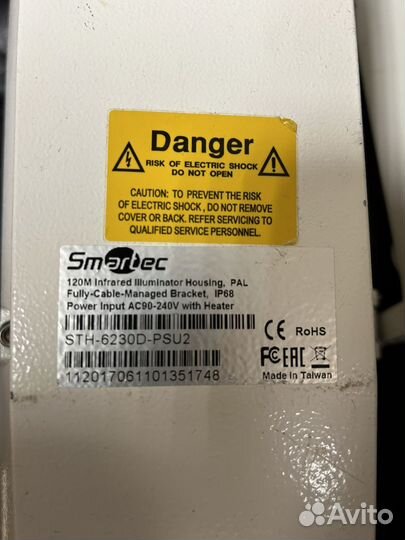 Danger
RISK OF ELECTRIC SHOCK
DO NOT OPEN
CAUTION: TO PREVENT THE RISK
OF ELECTRIC SHOCK , DO NOT REMOVE
COVER OR BACK. REFER SERVICING TO
QUALIFIED SERVICE PERSONNEL.
Smartec
120M Infrared Illuminator Housing, PAL
Fully-Cable-Managed Bracket, IP68
Power Input AC90-240V with Heater
CE RoHS
STH-6230D-PSU2
FC EAC
Made in Taiwan
112017061101351748
Avito